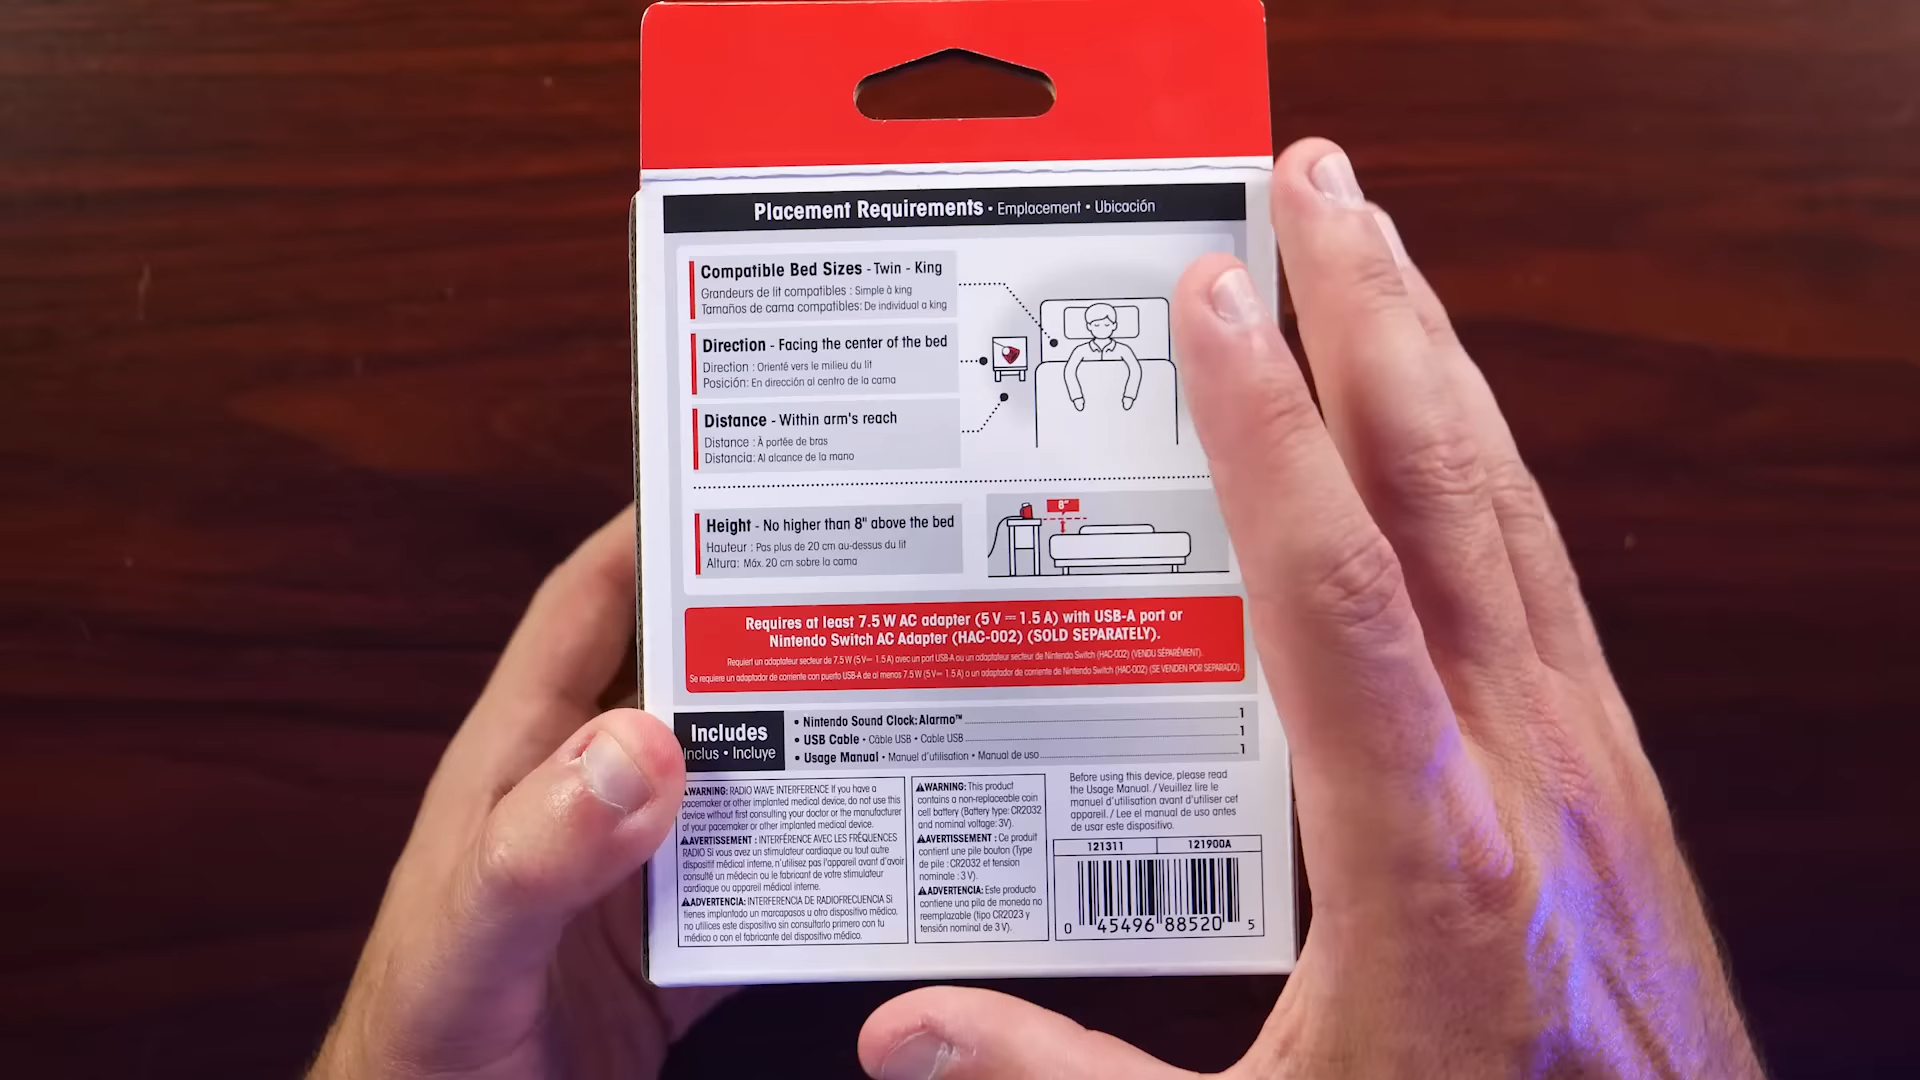 Placement Requirements • Emplacement • Ubicación
Compatible Bed Sizes - Twin - King
Grandeurs de lit compatibles : Simple à king
Tamaños de cama compatibles: De individual a king
Direction - Facing the center of the bed
Direction : Orienté vers le milieu du lit
Posición: En dirección al centro de la cama
Distance - Within arm's reach
Distance : À portée de bras
Distancia: Al alcance de la mano
Height - No higher than 8" above the bed
Hauteur : Pas plus de 20 cm au-dessus du lit
Altura: Máx. 20 cm sobre la cama
8"
Requires at least 7.5 W AC adapter (5 V ⎓ 1.5 A) with USB-A port or
Nintendo Switch AC Adapter (HAC-002) (SOLD SEPARATELY).
Requiert un adaptateur secteur de 7.5 W (5 V⎓ 1.5 A) avec un port USB-A ou un adaptateur secteur de Nintendo Switch (HAC-002) (VENDU SÉPARÉMENT).
Se requiere un adaptador de corriente con puerto USB-A de al menos 7.5 W (5 V⎓ 1.5 A) o un adaptador de corriente de Nintendo Switch (HAC-002) (SE VENDEN POR SEPARADO).
Includes
Inclus • Incluye
• Nintendo Sound Clock: Alarmo™ 1
• USB Cable • Câble USB • Cable USB 1
• Usage Manual • Manuel d'utilisation • Manual de uso 1
⚠WARNING: RADIO WAVE INTERFERENCE If you have a
pacemaker or other implanted medical device, do not use this
device without first consulting your doctor or the manufacturer
of your pacemaker or other implanted medical device.
⚠AVERTISSEMENT : INTERFÉRENCE AVEC LES FRÉQUENCES
RADIO Si vous avez un stimulateur cardiaque ou tout autre
dispositif médical interne, n'utilisez pas l'appareil avant d'avoir
consulté un médecin ou le fabricant de votre stimulateur
cardiaque ou appareil médical interne.
⚠ADVERTENCIA: INTERFERENCIA DE RADIOFRECUENCIA Si
tienes implantado un marcapasos u otro dispositivo médico,
no utilices este dispositivo sin consultarlo primero con tu
médico o con el fabricante del dispositivo médico.
⚠WARNING: This product
contains a non-replaceable coin
cell battery (Battery type: CR2032
and nominal voltage: 3V).
⚠AVERTISSEMENT : Ce produit
contient une pile bouton (Type
de pile : CR2032 et tension
nominale : 3 V).
⚠ADVERTENCIA: Este producto
contiene una pila de moneda no
reemplazable (tipo CR2023 y
tensión nominal de 3 V).
Before using this device, please read
the Usage Manual. / Veuillez lire le
manuel d'utilisation avant d'utiliser cet
appareil. / Lee el manual de uso antes
de usar este dispositivo.
121311 121900A
0 45496 88520 5